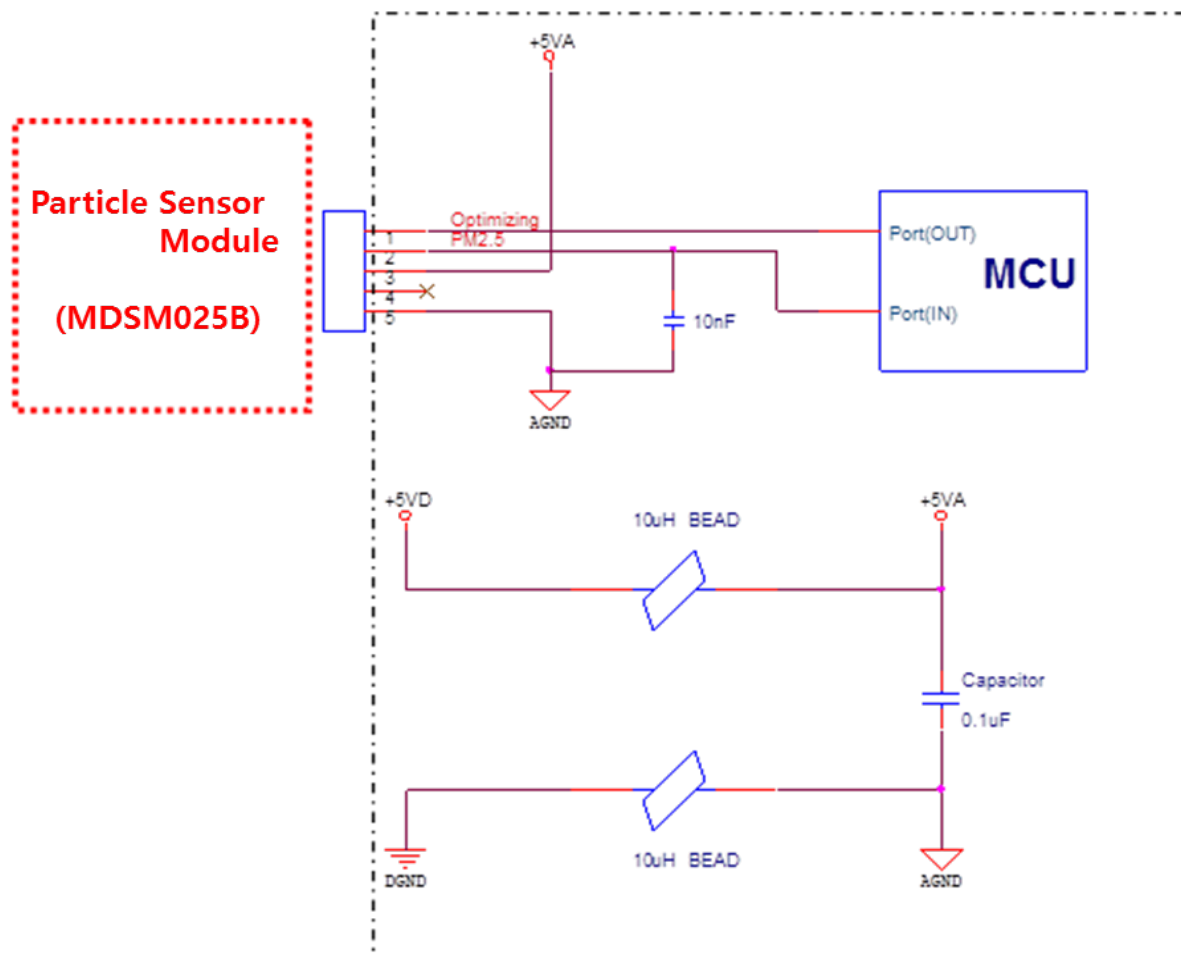 +5VA
Particle Sensor
Module
(MDSM025B)
1
2
3
4
5
Optimizing
PM2.5
10nF
AGND
Port(OUT)
MCU
Port(IN)
+5VD
10uH BEAD
+5VA
Capacitor
0.1uF
10uH BEAD
DGND
AGND